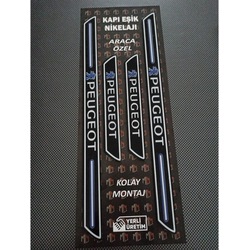 KAPI EŞİK
NİKELAJI
ARACA
ÖZEL
PEUGEOT
PEUGEOT
PEUGEOT
PEUGEOT
KOLAY
MONTAJ
YERLİ
ÜRETİM